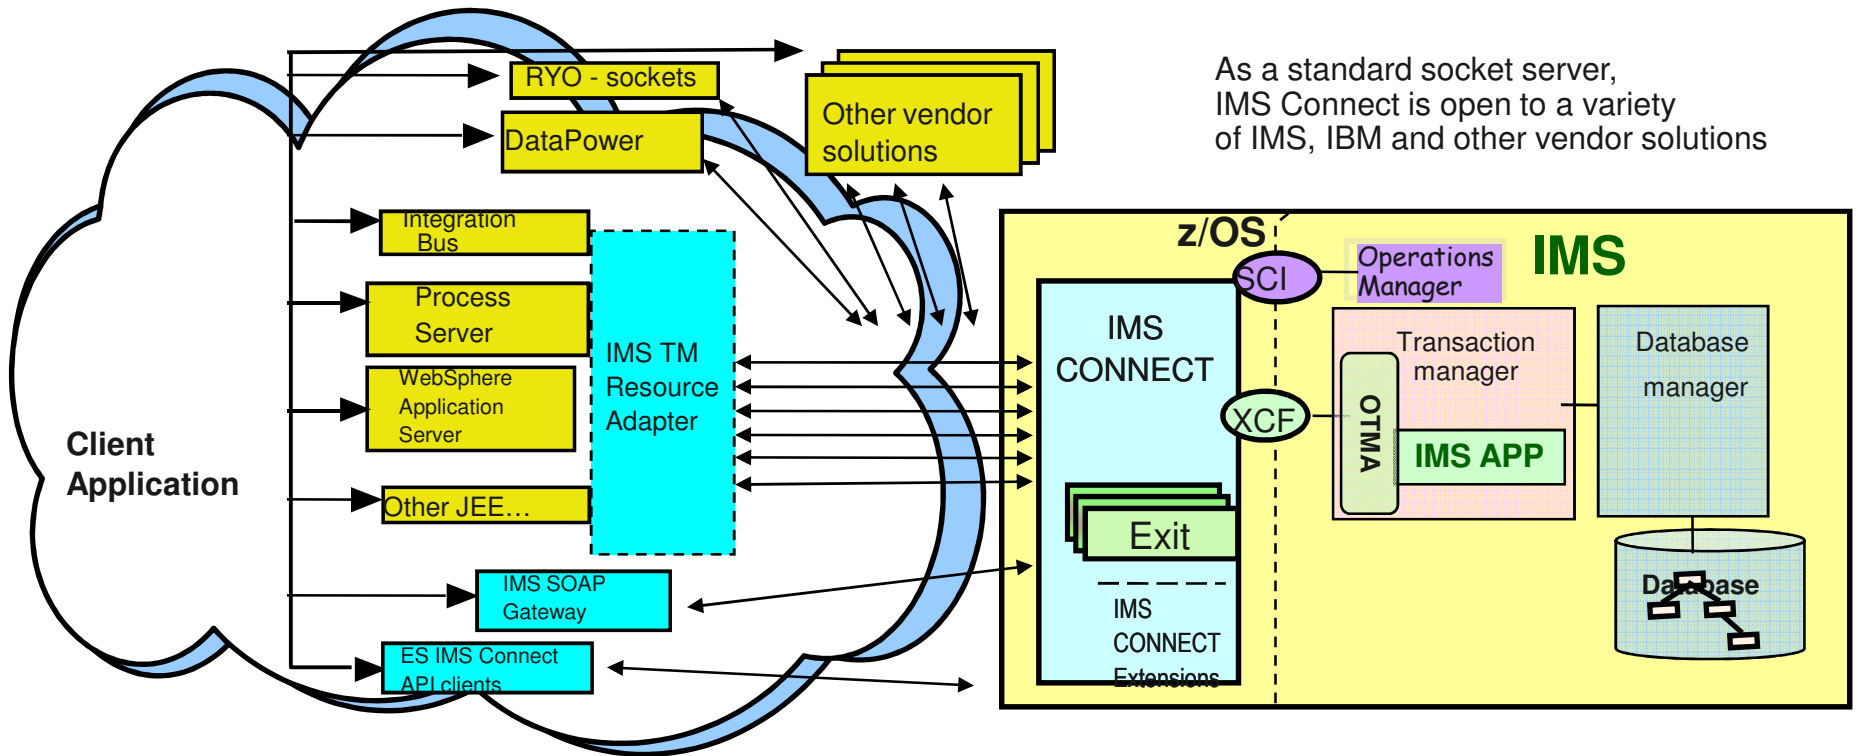 As a standard socket server,
IMS Connect is open to a variety
of IMS, IBM and other vendor solutions
RYO - sockets
DataPower
Other vendor
solutions
Integration
Bus
Process
Server
WebSphere
Application
Server
Other JEE…
IMS TM
Resource
Adapter
Client
Application
IMS SOAP
Gateway
ES IMS Connect
API clients
z/OS
IMS
SCI
Operations
Manager
IMS
CONNECT
XCF
Exit
IMS
CONNECT
Extensions
Transaction
manager
OTMA
IMS APP
Database
manager
Database